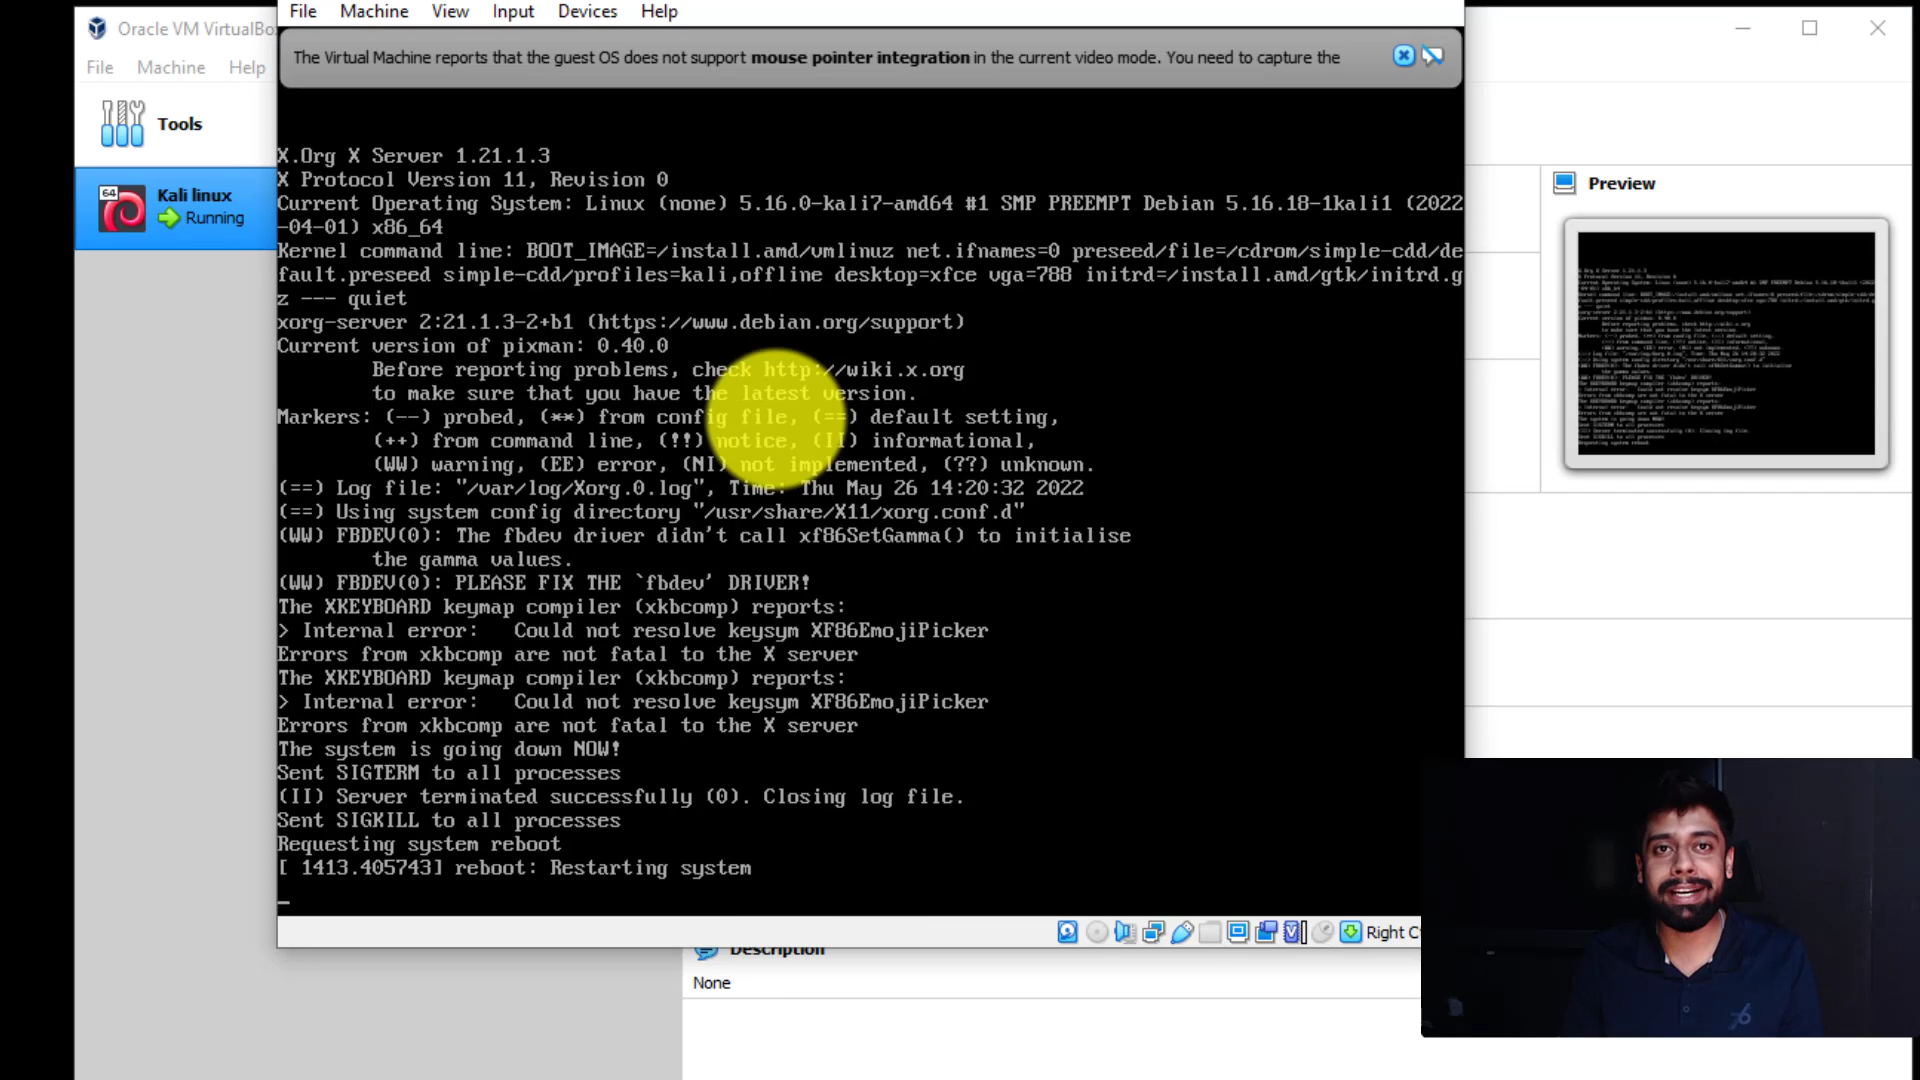 File Machine View Input Devices Help
Oracle VM VirtualBo
File Machine Help
The Virtual Machine reports that the guest OS does not support mouse pointer integration in the current video mode. You need to capture the
Tools
64
Kali linux
Running
Preview
X.Org X Server 1.21.1.3
X Protocol Version 11, Revision 0
Current Operating System: Linux (none) 5.16.0-kali7-amd64 #1 SMP PREEMPT Debian 5.16.18-1kali1 (2022
-04-01) x86_64
Kernel command line: BOOT_IMAGE=/install.amd/vmlinuz net.ifnames=0 preseed/file=/cdrom/simple-cdd/de
fault.preseed simple-cdd/profiles=kali,offline desktop=xfce vga=788 initrd=/install.amd/gtk/initrd.g
z --- quiet
xorg-server 2:21.1.3-2+b1 (https://www.debian.org/support)
Current version of pixman: 0.40.0
Before reporting problems, check http://wiki.x.org
to make sure that you have the latest version.
Markers: (--) probed, (**) from config file, (==) default setting,
(++) from command line, (!!) notice, (II) informational,
(WW) warning, (EE) error, (NI) not implemented, (??) unknown.
(==) Log file: "/var/log/Xorg.0.log", Time: Thu May 26 14:20:32 2022
(==) Using system config directory "/usr/share/X11/xorg.conf.d"
(WW) FBDEV(0): The fbdev driver didn't call xf86SetGamma() to initialise
the gamma values.
(WW) FBDEV(0): PLEASE FIX THE `fbdev' DRIVER!
The XKEYBOARD keymap compiler (xkbcomp) reports:
> Internal error:   Could not resolve keysym XF86EmojiPicker
Errors from xkbcomp are not fatal to the X server
The XKEYBOARD keymap compiler (xkbcomp) reports:
> Internal error:   Could not resolve keysym XF86EmojiPicker
Errors from xkbcomp are not fatal to the X server
The system is going down NOW!
Sent SIGTERM to all processes
(II) Server terminated successfully (0). Closing log file.
Sent SIGKILL to all processes
Requesting system reboot
[ 1413.405743] reboot: Restarting system
Right C
Description
None